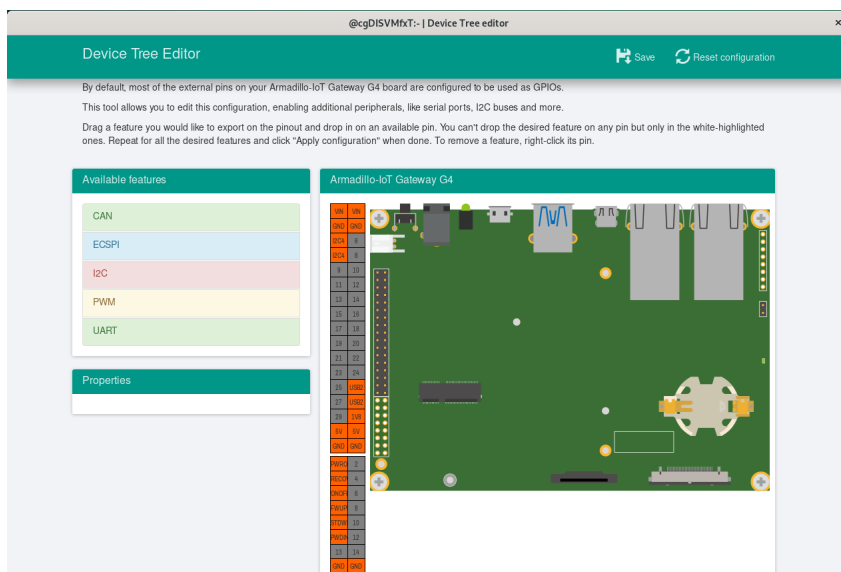 @cgDISVMfxT:- | Device Tree editor
×
Device Tree Editor
Save
Reset configuration
By default, most of the external pins on your Armadillo-IoT Gateway G4 board are configured to be used as GPIOs.
This tool allows you to edit this configuration, enabling additional peripherals, like serial ports, I2C buses and more.
Drag a feature you would like to export on the pinout and drop in on an available pin. You can't drop the desired feature on any pin but only in the white-highlighted
ones. Repeat for all the desired features and click "Apply configuration" when done. To remove a feature, right-click its pin.
Available features
CAN
ECSPI
I2C
PWM
UART
Properties
Armadillo-IoT Gateway G4
VIN VIN
GND GND
I2C4 6
I2C4 8
9 10
11 12
13 14
15 16
17 18
19 20
21 22
23 24
25 USB2
27 USB2
29 1V8
5V 5V
GND GND
PWRO 2
RECO 4
ONOF 6
FWUP 8
STDW 10
PWDIN 12
13 14
GND GND